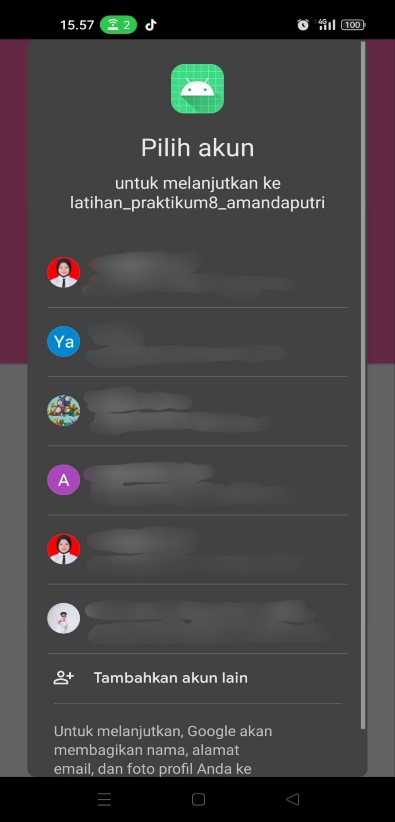 15.57 2 4G 100
Pilih akun
untuk melanjutkan ke
latihan_praktikum8_amandaputri
Ya
A
Tambahkan akun lain
Untuk melanjutkan, Google akan
membagikan nama, alamat
email, dan foto profil Anda ke